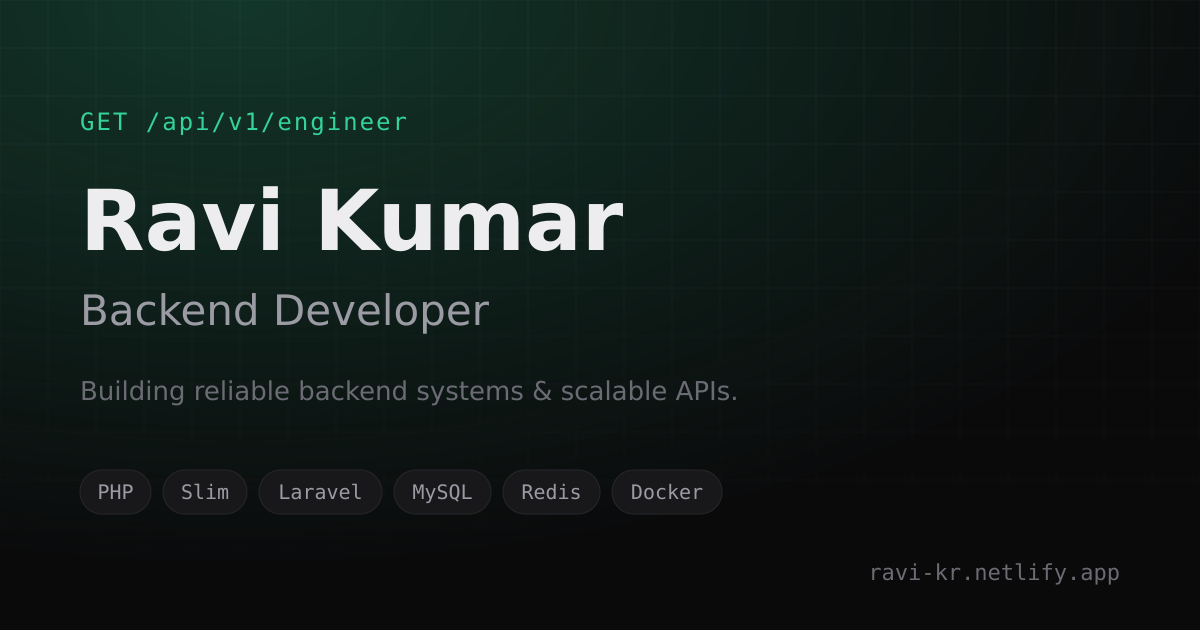 GET /api/v1/engineer
Ravi Kumar
Backend Developer
Building reliable backend systems & scalable APIs.
PHP Slim Laravel MySQL Redis Docker
ravi-kr.netlify.app